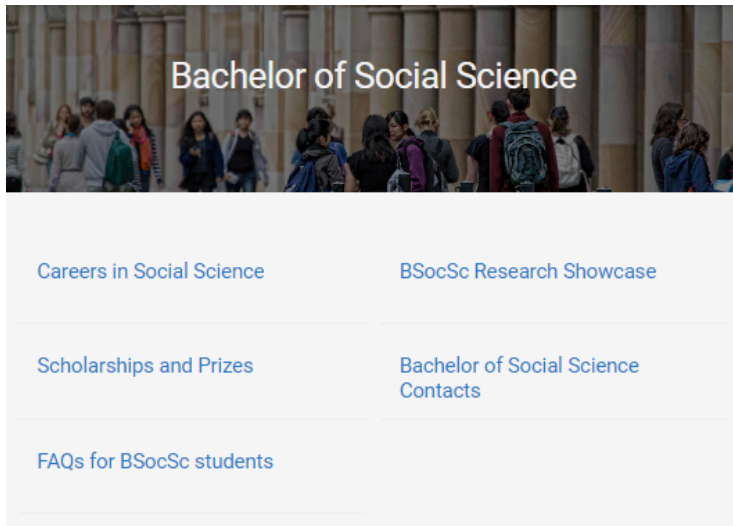 Bachelor of Social Science
Careers in Social Science
BSocSc Research Showcase
Scholarships and Prizes
Bachelor of Social Science
Contacts
FAQs for BSocSc students